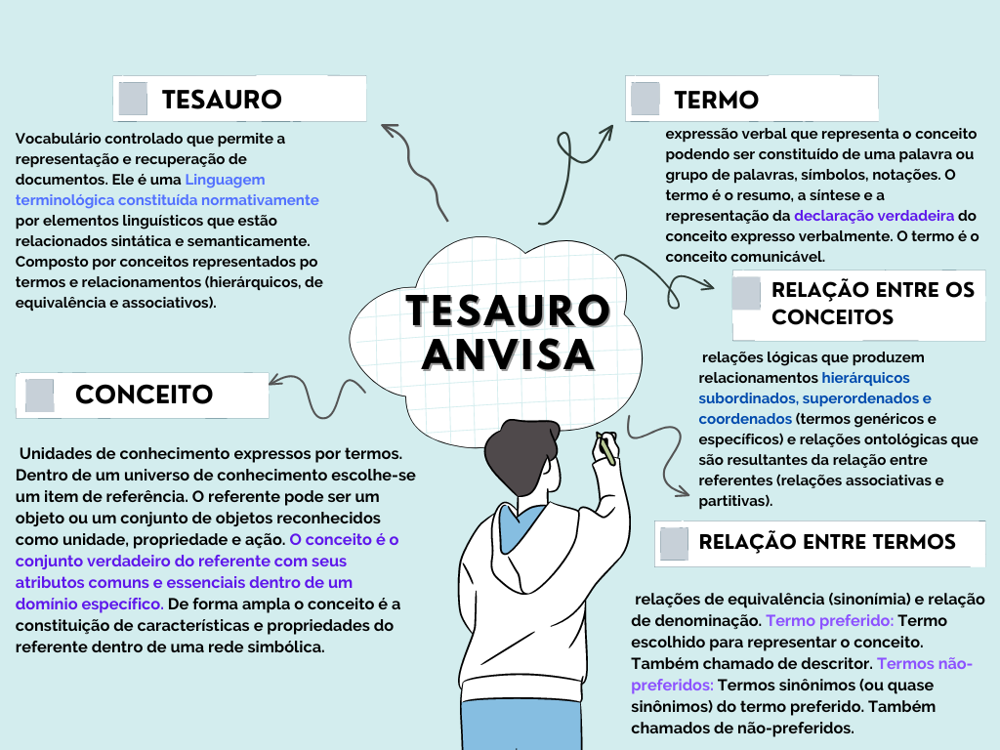 TESAURO
Vocabulário controlado que permite a
representação e recuperação de
documentos. Ele é uma Linguagem
terminológica constituída normativamente
por elementos linguísticos que estão
relacionados sintática e semanticamente.
Composto por conceitos representados po
termos e relacionamentos (hierárquicos, de
equivalência e associativos).
CONCEITO
Unidades de conhecimento expressos por termos.
Dentro de um universo de conhecimento escolhe-se
um item de referência. O referente pode ser um
objeto ou um conjunto de objetos reconhecidos
como unidade, propriedade e ação. O conceito é o
conjunto verdadeiro do referente com seus
atributos comuns e essenciais dentro de um
domínio específico. De forma ampla o conceito é a
constituição de características e propriedades do
referente dentro de uma rede simbólica.
TESAURO
ANVISA
TERMO
expressão verbal que representa o conceito
podendo ser constituído de uma palavra ou
grupo de palavras, símbolos, notações. O
termo é o resumo, a síntese e a
representação da declaração verdadeira do
conceito expresso verbalmente. O termo é o
conceito comunicável.
RELAÇÃO ENTRE OS
CONCEITOS
relações lógicas que produzem
relacionamentos hierárquicos
subordinados, superordenados e
coordenados (termos genéricos e
específicos) e relações ontológicas que
são resultantes da relação entre
referentes (relações associativas e
partitivas).
RELAÇÃO ENTRE TERMOS
relações de equivalência (sinonímia) e relação
de denominação. Termo preferido: Termo
escolhido para representar o conceito.
Também chamado de descritor. Termos não-
preferidos: Termos sinônimos (ou quase
sinônimos) do termo preferido. Também
chamados de não-preferidos.